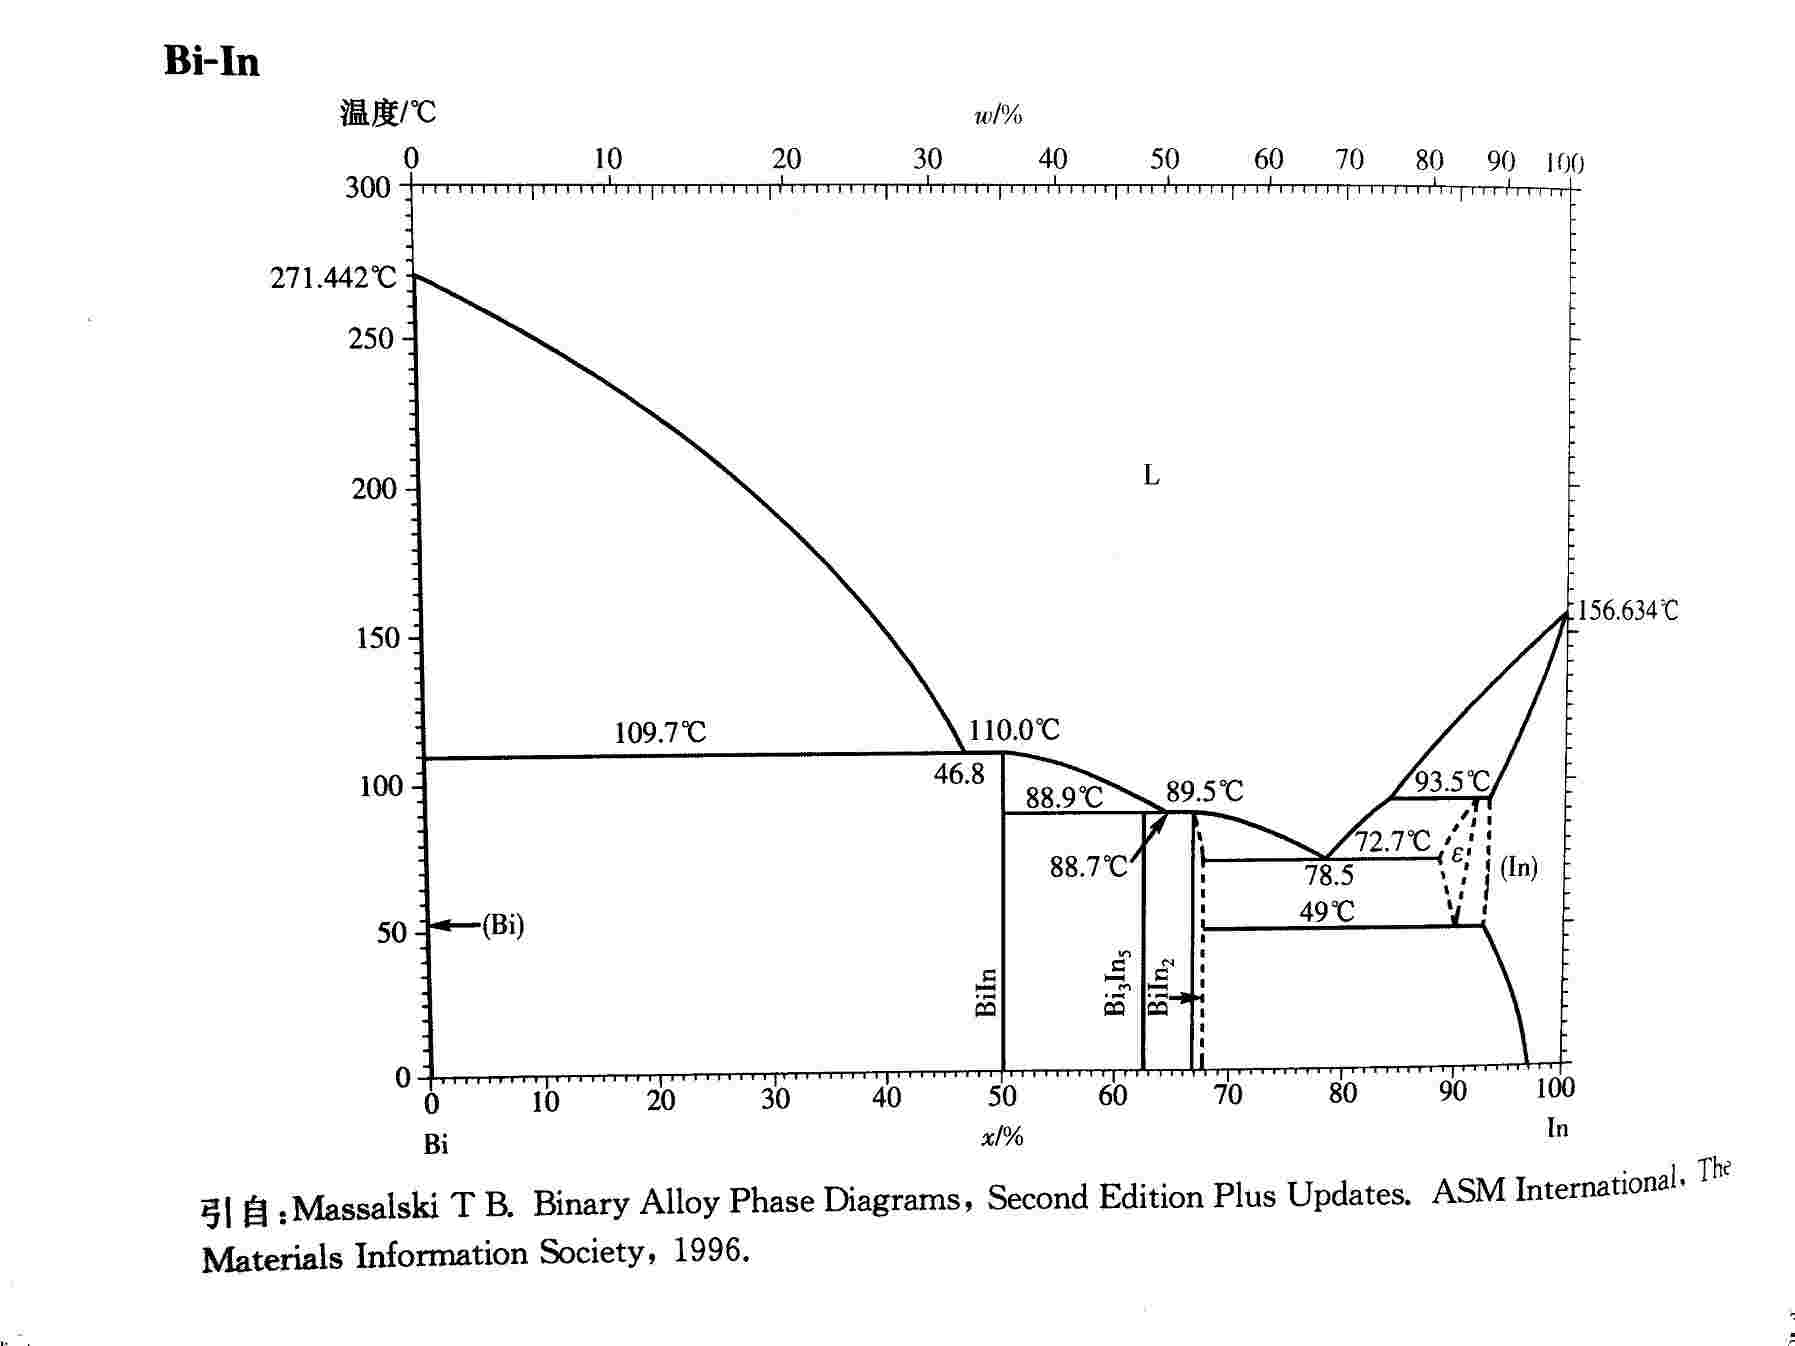 Bi-In
温度/℃
w/%
0 10 20 30 40 50 60 70 80 90 100
300
271.442℃
250
200
L
150
156.634℃
109.7℃
110.0℃
46.8
100
88.9℃
89.5℃
93.5℃
88.7℃
72.7℃
78.5
ε
(In)
49℃
50
(Bi)
BiIn
Bi₃In₅
BiIn₂
0
0 10 20 30 40 50 60 70 80 90 100
Bi
x/%
In
引自:Massalski T B. Binary Alloy Phase Diagrams, Second Edition Plus Updates. ASM International, The
Materials Information Society, 1996.